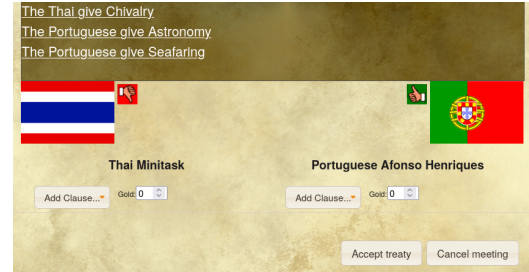 The Thai give Chivalry
The Portuguese give Astronomy
The Portuguese give Seafaring
Thai Minitask
Portuguese Afonso Henriques
Add Clause... Gold: 0
Add Clause... Gold: 0
Accept treaty Cancel meeting